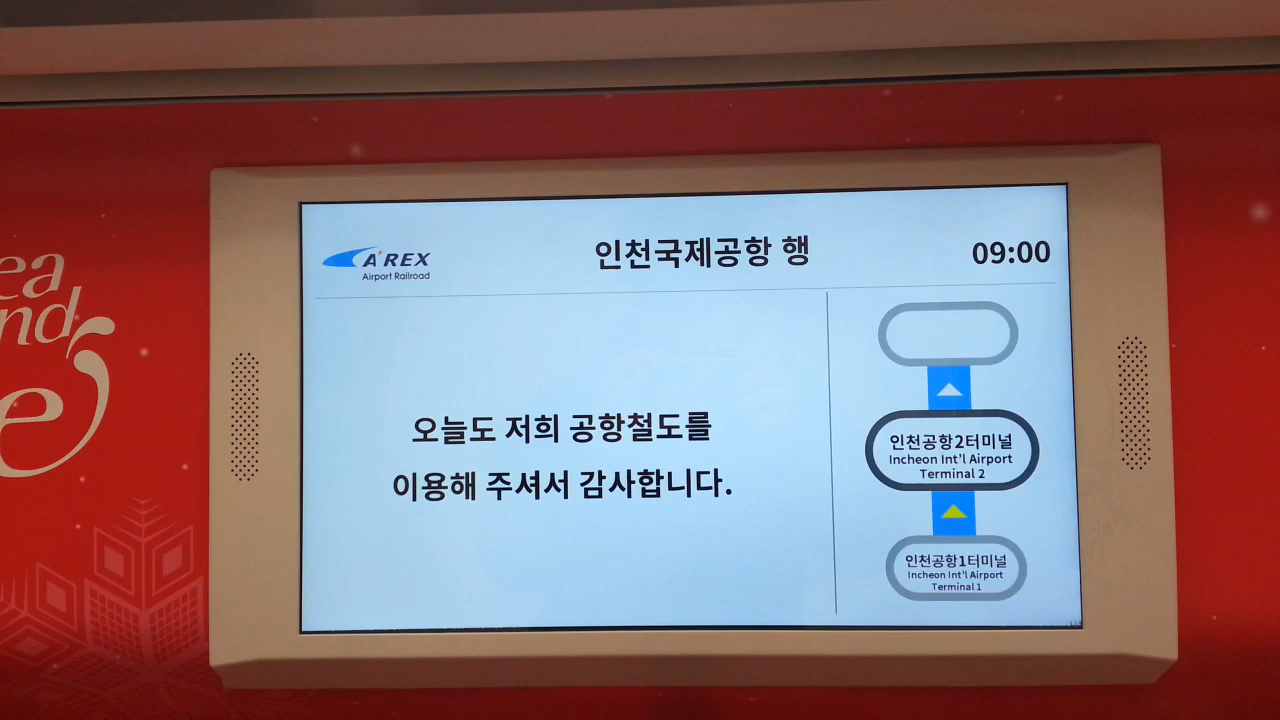 ea
nd
e
A'REX
Airport Railroad
인천국제공항 행
09:00
오늘도 저희 공항철도를
이용해 주셔서 감사합니다.
인천공항2터미널
Incheon Int'l Airport
Terminal 2
인천공항1터미널
Incheon Int'l Airport
Terminal 1